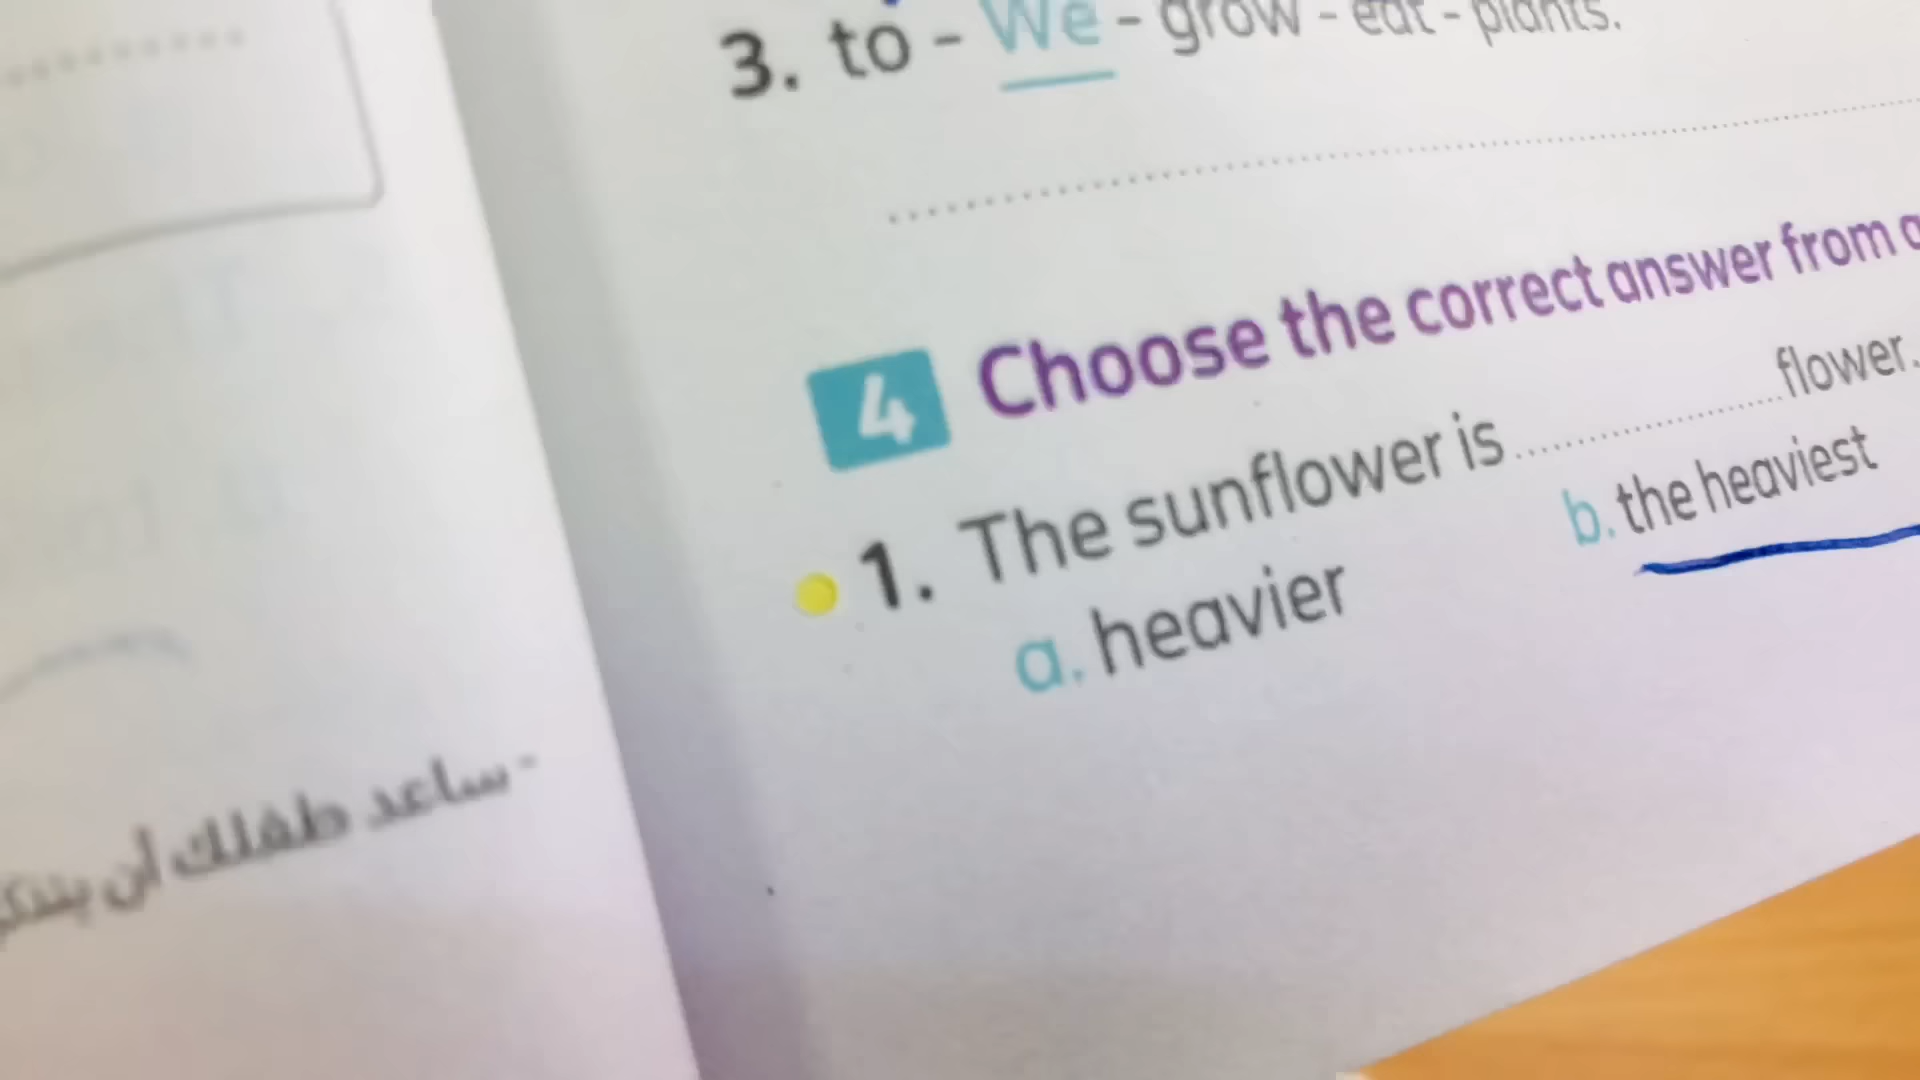 3. to - We - grow - eat - plants.
4 Choose the correct answer from
1. The sunflower is .................... flower.
a. heavier b. the heaviest
- ساعد طفلك أن